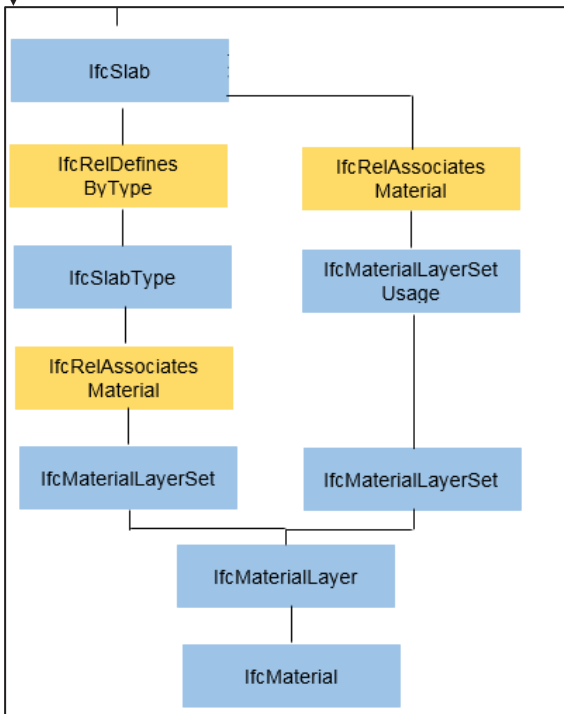 IfcSlab
IfcRelDefines
ByType
IfcRelAssociates
Material
IfcSlabType
IfcMaterialLayerSet
Usage
IfcRelAssociates
Material
IfcMaterialLayerSet
IfcMaterialLayerSet
IfcMaterialLayer
IfcMaterial